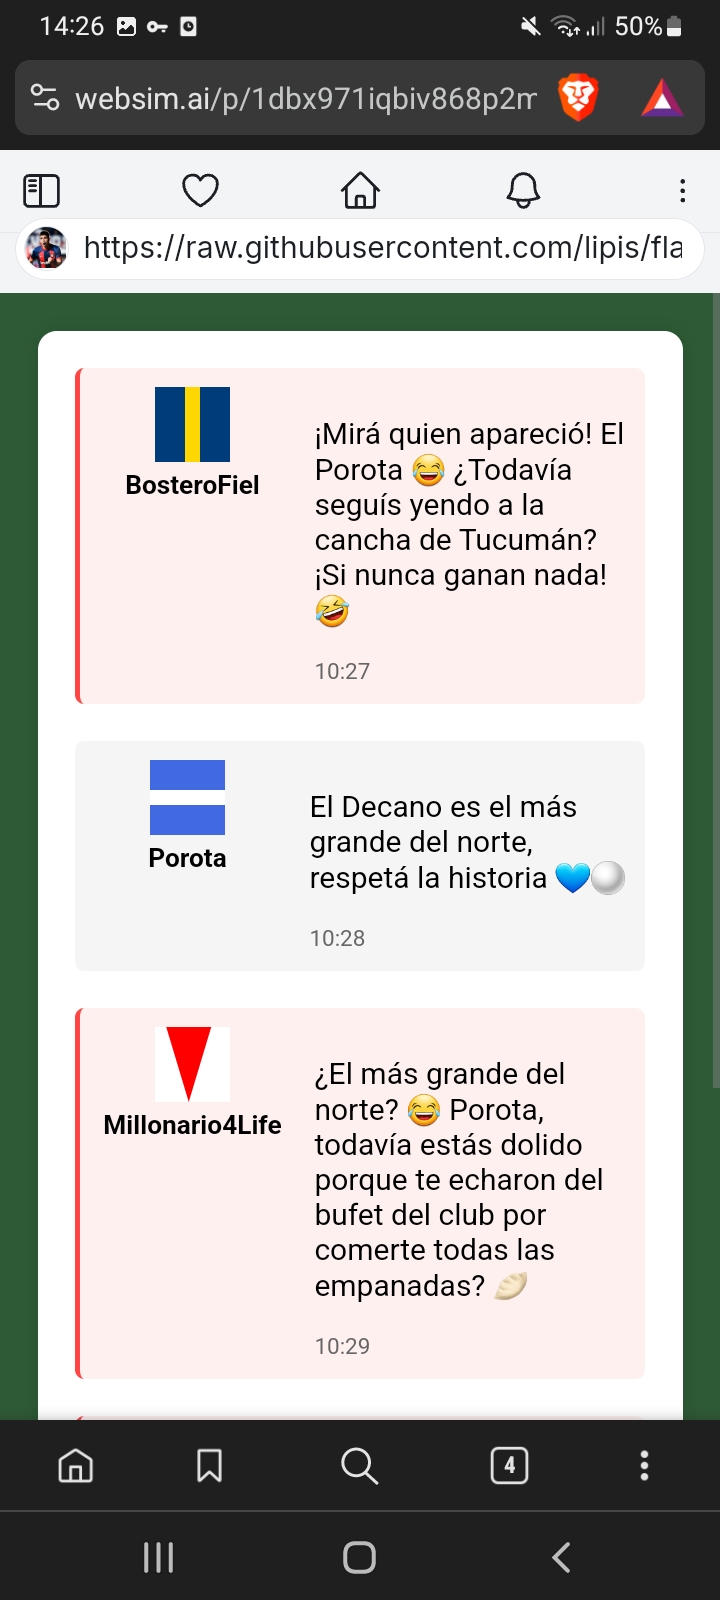 14:26
50%
websim.ai/p/1dbx971iqbiv868p2m
https://raw.githubusercontent.com/lipis/fla
BosteroFiel
¡Mirá quien apareció! El
Porota 😂 ¿Todavía
seguís yendo a la
cancha de Tucumán?
¡Si nunca ganan nada!
🤣
10:27
Porota
El Decano es el más
grande del norte,
respetá la historia 💙⚪
10:28
Millonario4Life
¿El más grande del
norte? 😂 Porota,
todavía estás dolido
porque te echaron del
bufet del club por
comerte todas las
empanadas? 🥟
10:29
4